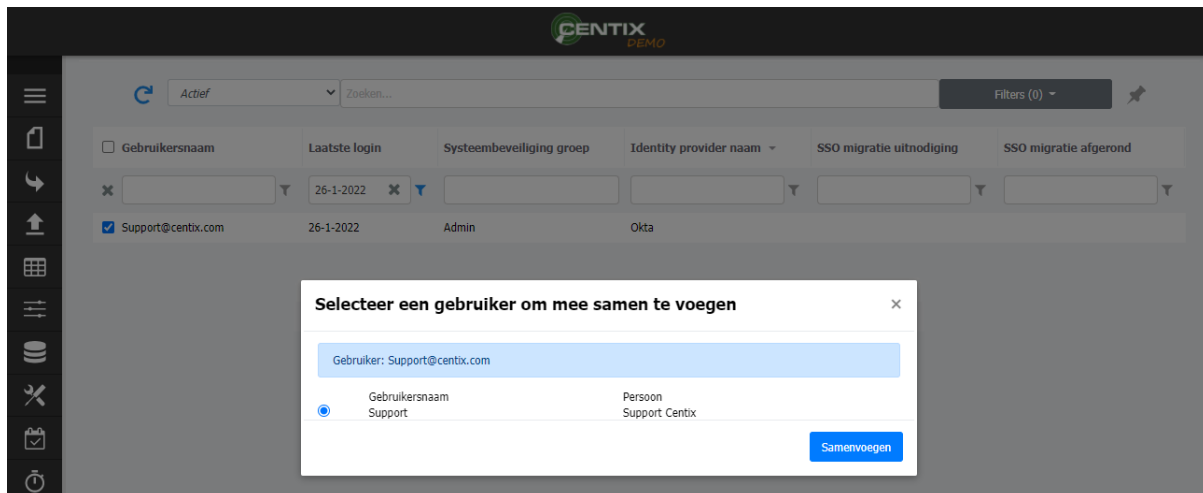 CENTIX
DEMO
Actief
Zoeken...
Filters (0)
Gebruikersnaam Laatste login Systeembeveiliging groep Identity provider naam SSO migratie uitnodiging SSO migratie afgerond
26-1-2022
Support@centix.com 26-1-2022 Admin Okta
Selecteer een gebruiker om mee samen te voegen
Gebruiker: Support@centix.com
Gebruikersnaam Persoon
Support Support Centix
Samenvoegen